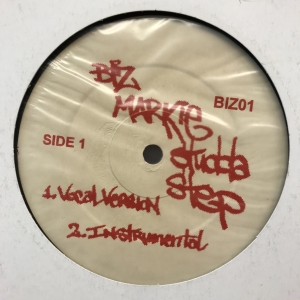 BIZ
MARKIE
BIZ01
SIDE 1
Studda
Step
1. Vocal Version
2. Instrumental